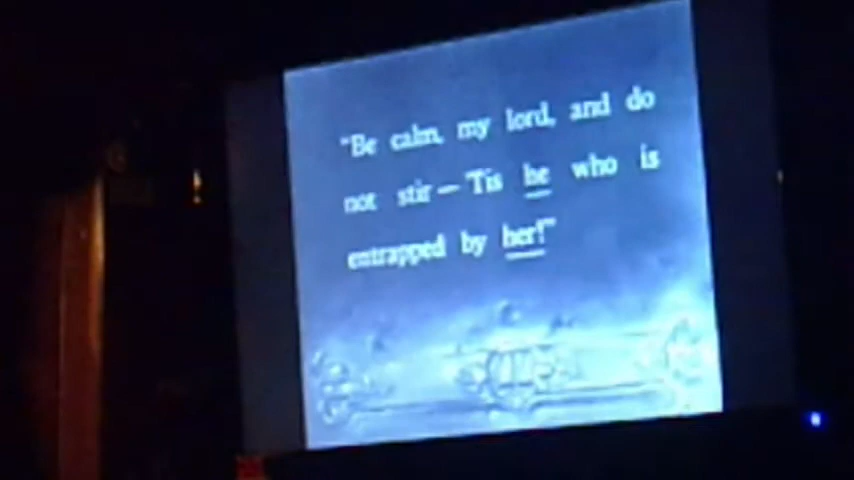 "Be calm, my lord, and do
not stir — 'Tis he who is
entrapped by her!"